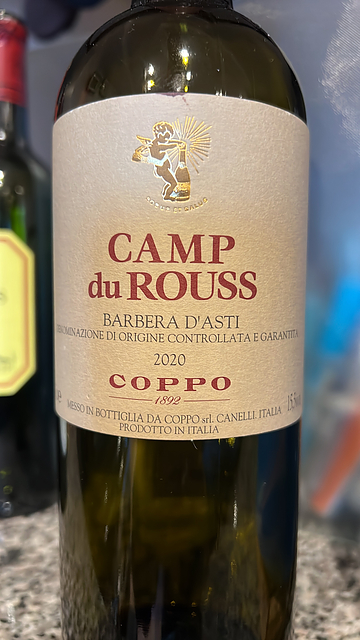 CAMP
du ROUSS
BARBERA D'ASTI
DENOMINAZIONE DI ORIGINE CONTROLLATA E GARANTITA
2020
COPPO
1892
MESSO IN BOTTIGLIA DA COPPO srl. CANELLI. ITALIA
PRODOTTO IN ITALIA